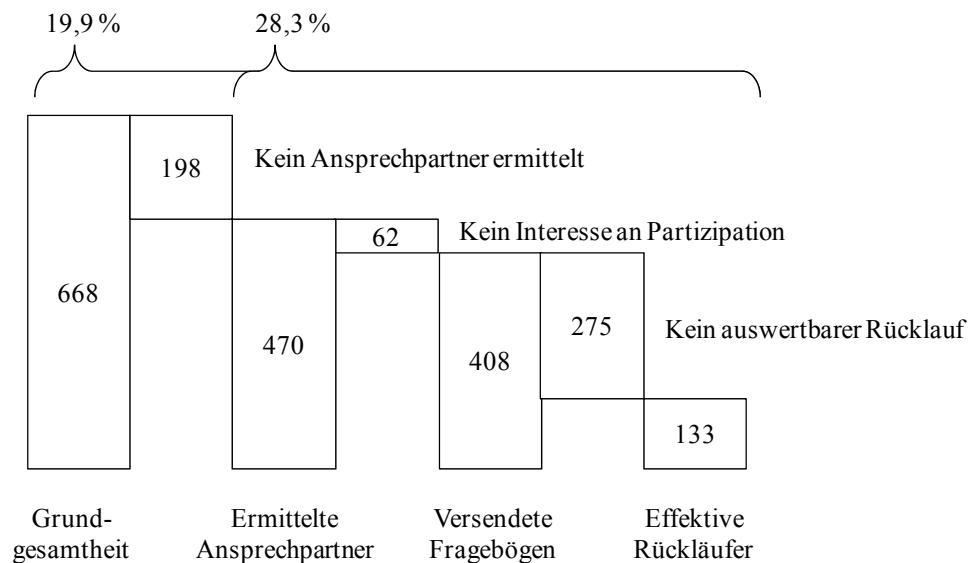 19,9 % 28,3 %
198
Kein Ansprechpartner ermittelt
62
Kein Interesse an Partizipation
668
470
408
275
Kein auswertbarer Rücklauf
133
Grund-
gesamtheit
Ermittelte
Ansprechpartner
Versendete
Fragebögen
Effektive
Rückläufer